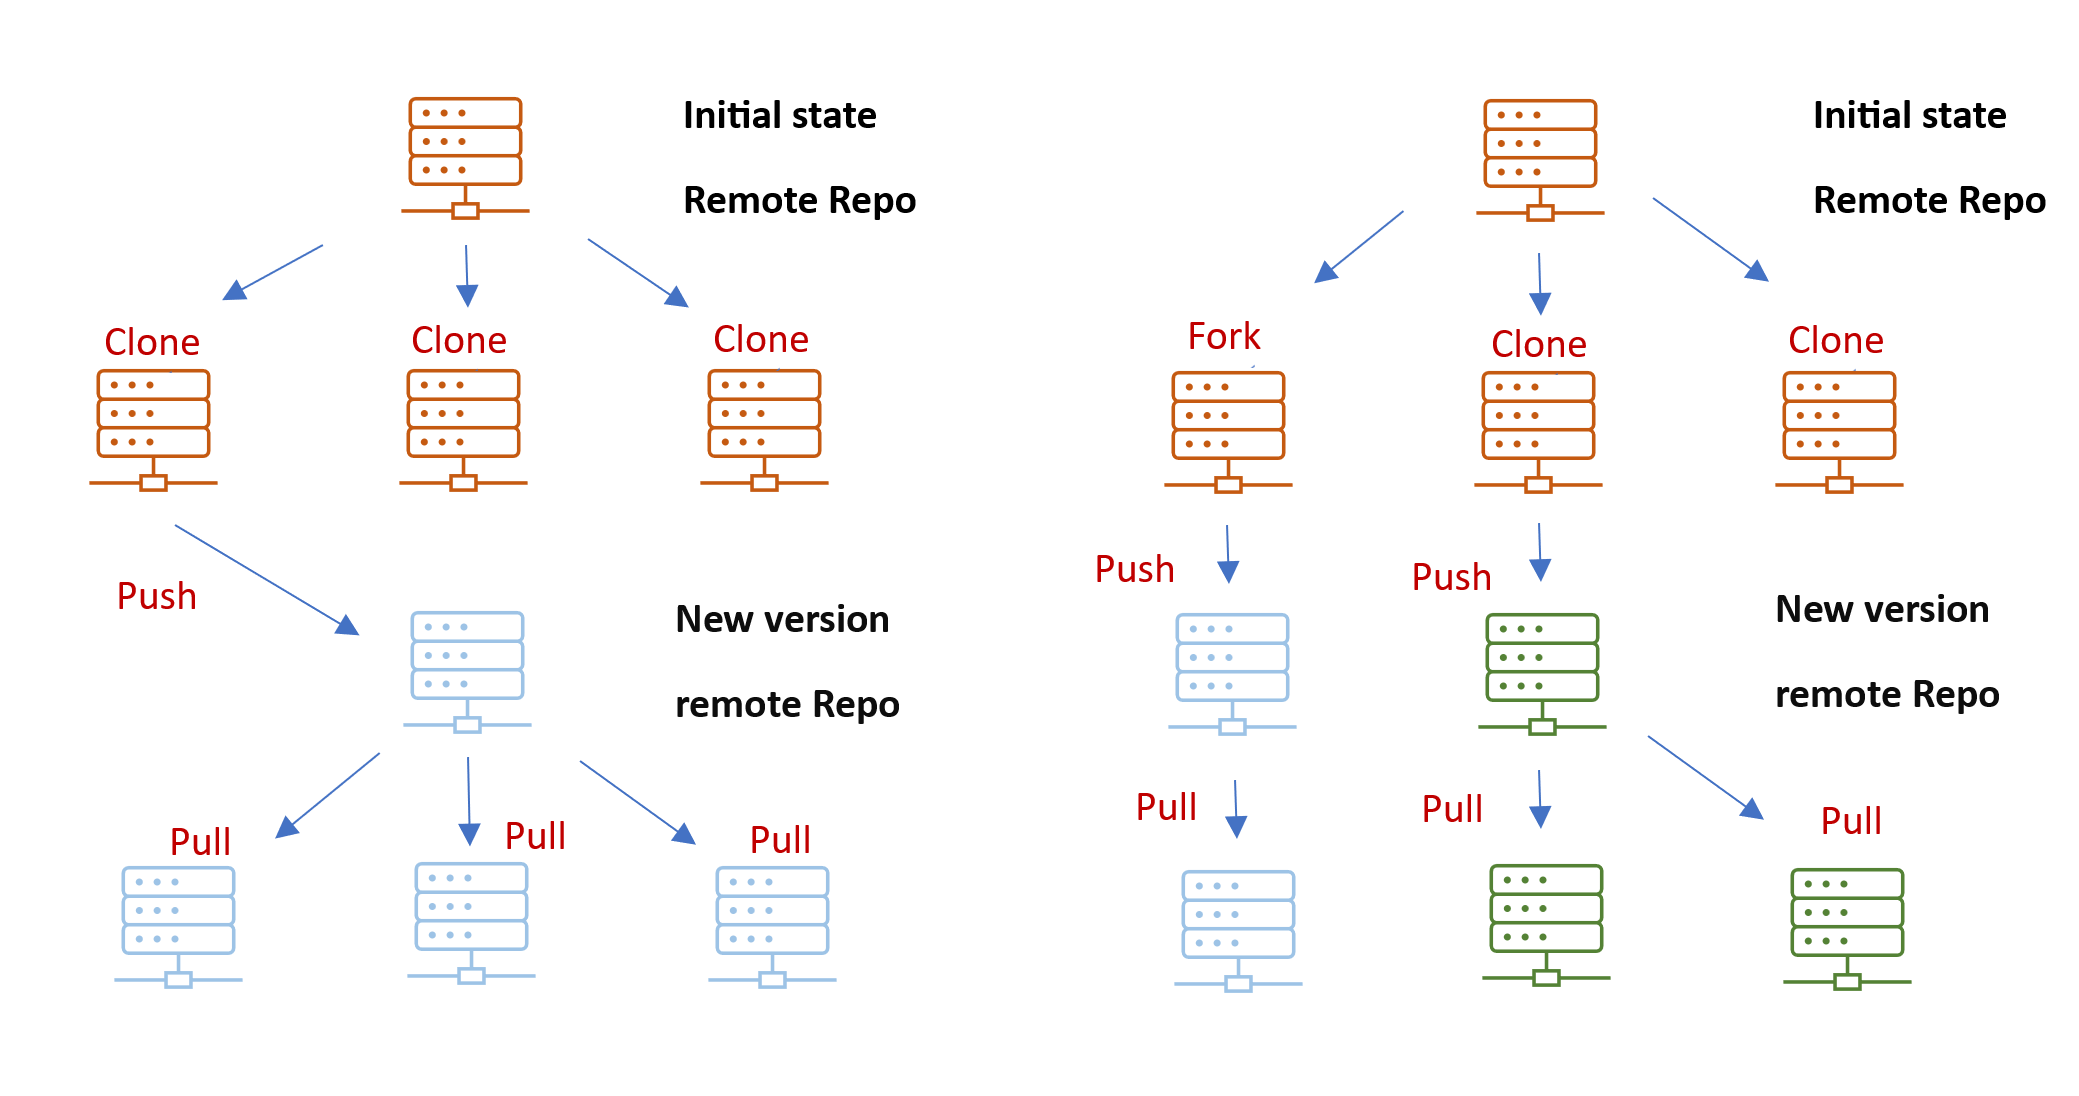 Initial state
Remote Repo
Clone
Clone
Clone
Push
New version
remote Repo
Pull
Pull
Pull
Initial state
Remote Repo
Fork
Clone
Clone
Push
Push
New version
remote Repo
Pull
Pull
Pull